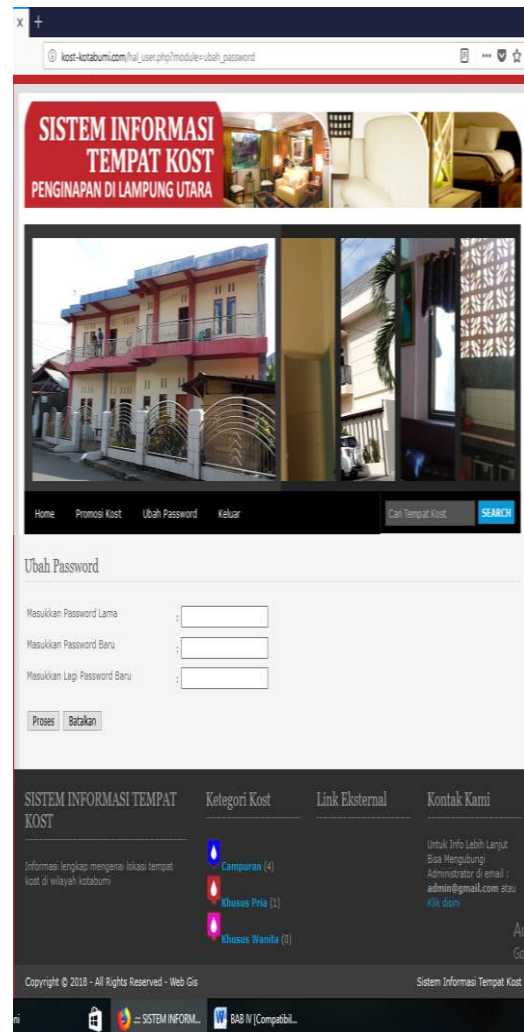 kost-kotabumi.com/hal_user.php?module=ubah_password
SISTEM INFORMASI
TEMPAT KOST
PENGINAPAN DI LAMPUNG UTARA
Home Promosi Kost Ubah Password Keluar Cari Tempat Kost SEARCH
Ubah Password
Masukkan Password Lama :
Masukkan Password Baru :
Masukkan Lagi Password Baru :
Proses Batalkan
SISTEM INFORMASI TEMPAT
KOST
Informasi lengkap mengenai lokasi tempat
kost di wilayah kotabumi
Ketegori Kost
Campuran (4)
Khusus Pria (1)
Khusus Wanita (0)
Link Eksternal
Kontak Kami
Untuk Info Lebih Lanjut
Bisa Mengubungi
Administrator di email :
admin@gmail.com atau
Klik disini
Ac
Go
Copyright © 2018 - All Rights Reserved - Web Gis Sistem Informasi Tempat Kost
ni .::: SISTEM INFORM... BAB IV [Compatibil...